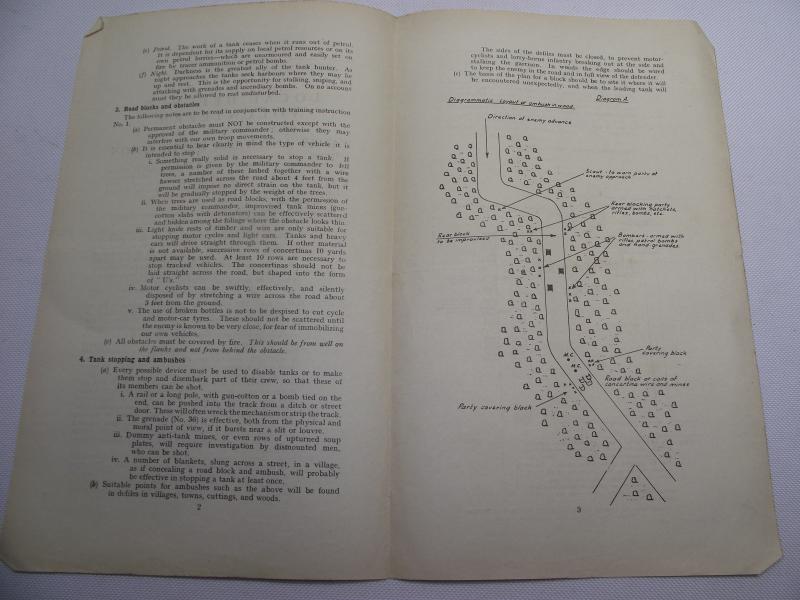 (e) Petrol. The work of a tank ceases when it runs out of petrol.
It is dependent for its supply on local petrol resources or on its
own petrol lorries—which are unarmoured and easily set on
fire by tracer ammunition or petrol bombs.
(f) Night. Darkness is the greatest ally of the tank hunter. As
night approaches the tanks seek harbours where they may lie
up and rest. This is the opportunity for stalking, sniping, and
attacking with grenades and incendiary bombs. On no account
must they be allowed to rest undisturbed.
3. Road blocks and obstacles
The following notes are to be read in conjunction with training instruction
No. 1.
(a) Permanent obstacles must NOT be constructed except with the
approval of the military commander; otherwise they may
interfere with our own troop movements.
(b) It is essential to bear clearly in mind the type of vehicle it is
intended to stop
i. Something really solid is necessary to stop a tank. If
permission is given by the military commander to fell
trees, a number of these lashed together with a wire
hawser stretched across the road about 4 feet from the
ground will impose no direct strain on the tank, but it
will be gradually stopped by the weight of the trees.
ii. When trees are used as road blocks, with the permission of
the military commander, improvised tank mines (gun-
cotton slabs with detonators) can be effectively scattered
and hidden among the foliage where the obstacle looks thin.
iii. Light knife rests of timber and wire are only suitable for
stopping motor cycles and light cars. Tanks and heavy
cars will drive straight through them. If other material
is not available, successive rows of concertinas 10 yards
apart may be used. At least 10 rows are necessary to
stop tracked vehicles. The concertinas should not be
laid straight across the road, but shaped into the form
of "U's."
iv. Motor cyclists can be swiftly, effectively, and silently
disposed of by stretching a wire across the road about
3 feet from the ground.
v. The use of broken bottles is not to be despised to cut cycle
and motor-car tyres. These should not be scattered until
the enemy is known to be very close, for fear of immobilizing
our own vehicles.
(c) All obstacles must be covered by fire. This should be from well on
the flanks and not from behind the obstacle.
4. Tank stopping and ambushes
(a) Every possible device must be used to disable tanks or to make
them stop and disembark part of their crew, so that these of
its members can be shot.
i. A rail or a long pole, with gun-cotton or a bomb tied on the
end, can be pushed into the track from a ditch or street
door. These will often wreck the mechanism or strip the track.
ii. The grenade (No. 36) is effective, both from the physical and
moral point of view, if it bursts near a slit or louvre.
iii. Dummy anti-tank mines, or even rows of upturned soup
plates, will require investigation by dismounted men,
who can be shot.
iv. A number of blankets, slung across a street, in a village,
as if concealing a road block and ambush, will probably
be effective in stopping a tank at least once.
(b) Suitable points for ambushes such as the above will be found
in defiles in villages, towns, cuttings, and woods.
2
The sides of the defiles must be closed, to prevent motor-
cyclists and lorry-borne infantry breaking out at the side and
stalking the garrison. In woods the edge should be wired
to keep the enemy in the road and in full view of the defender.
(c) The basis of the plan for a block should be to site it where it will
be encountered unexpectedly, and when the leading tank will
Diagrammatic Layout of ambush in wood.
Diagram A
Direction of enemy advance
Scout - to warn party of
enemy approach
Rear blocking party
armed with hatchets,
rifles, bombs, etc.
Rear block
to be improvised
Bombers - armed with
rifles, petrol bombs
and hand-grenades
Party
covering block
M.C.
M.C.
Road block of coils of
concertina wire and mines
Party covering block
3